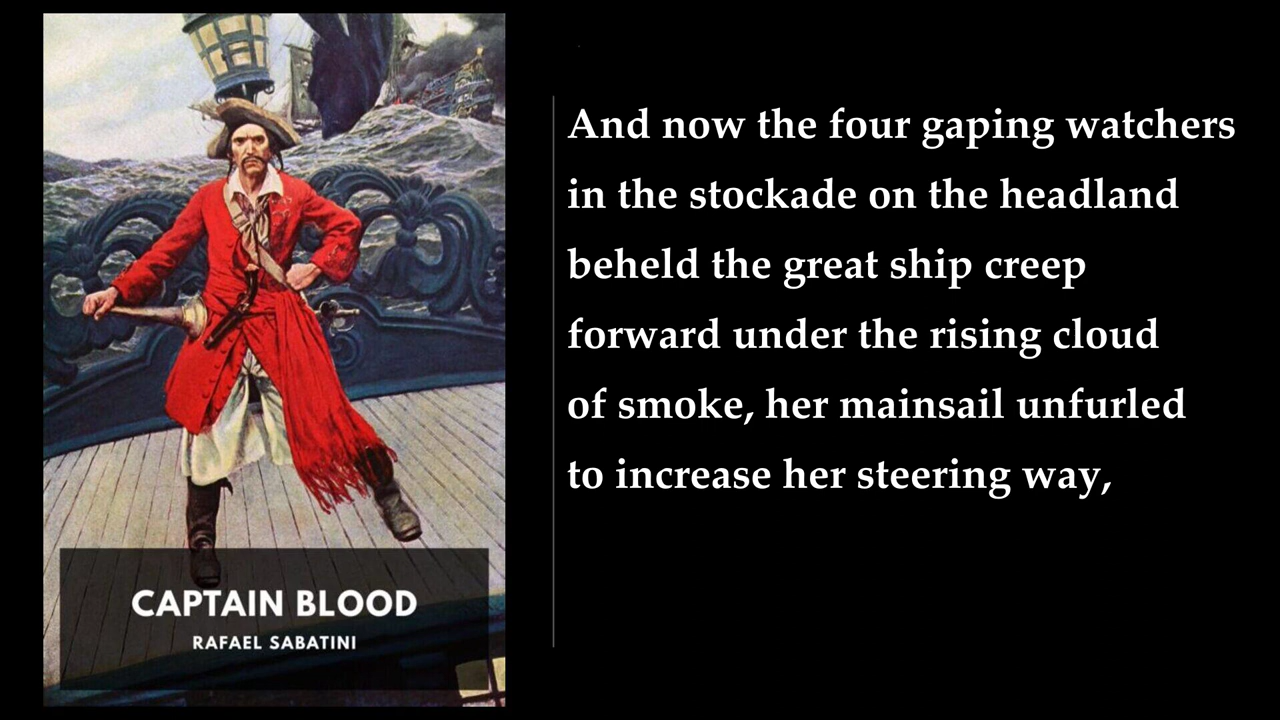 CAPTAIN BLOOD
RAFAEL SABATINI
And now the four gaping watchers
in the stockade on the headland
beheld the great ship creep
forward under the rising cloud
of smoke, her mainsail unfurled
to increase her steering way,